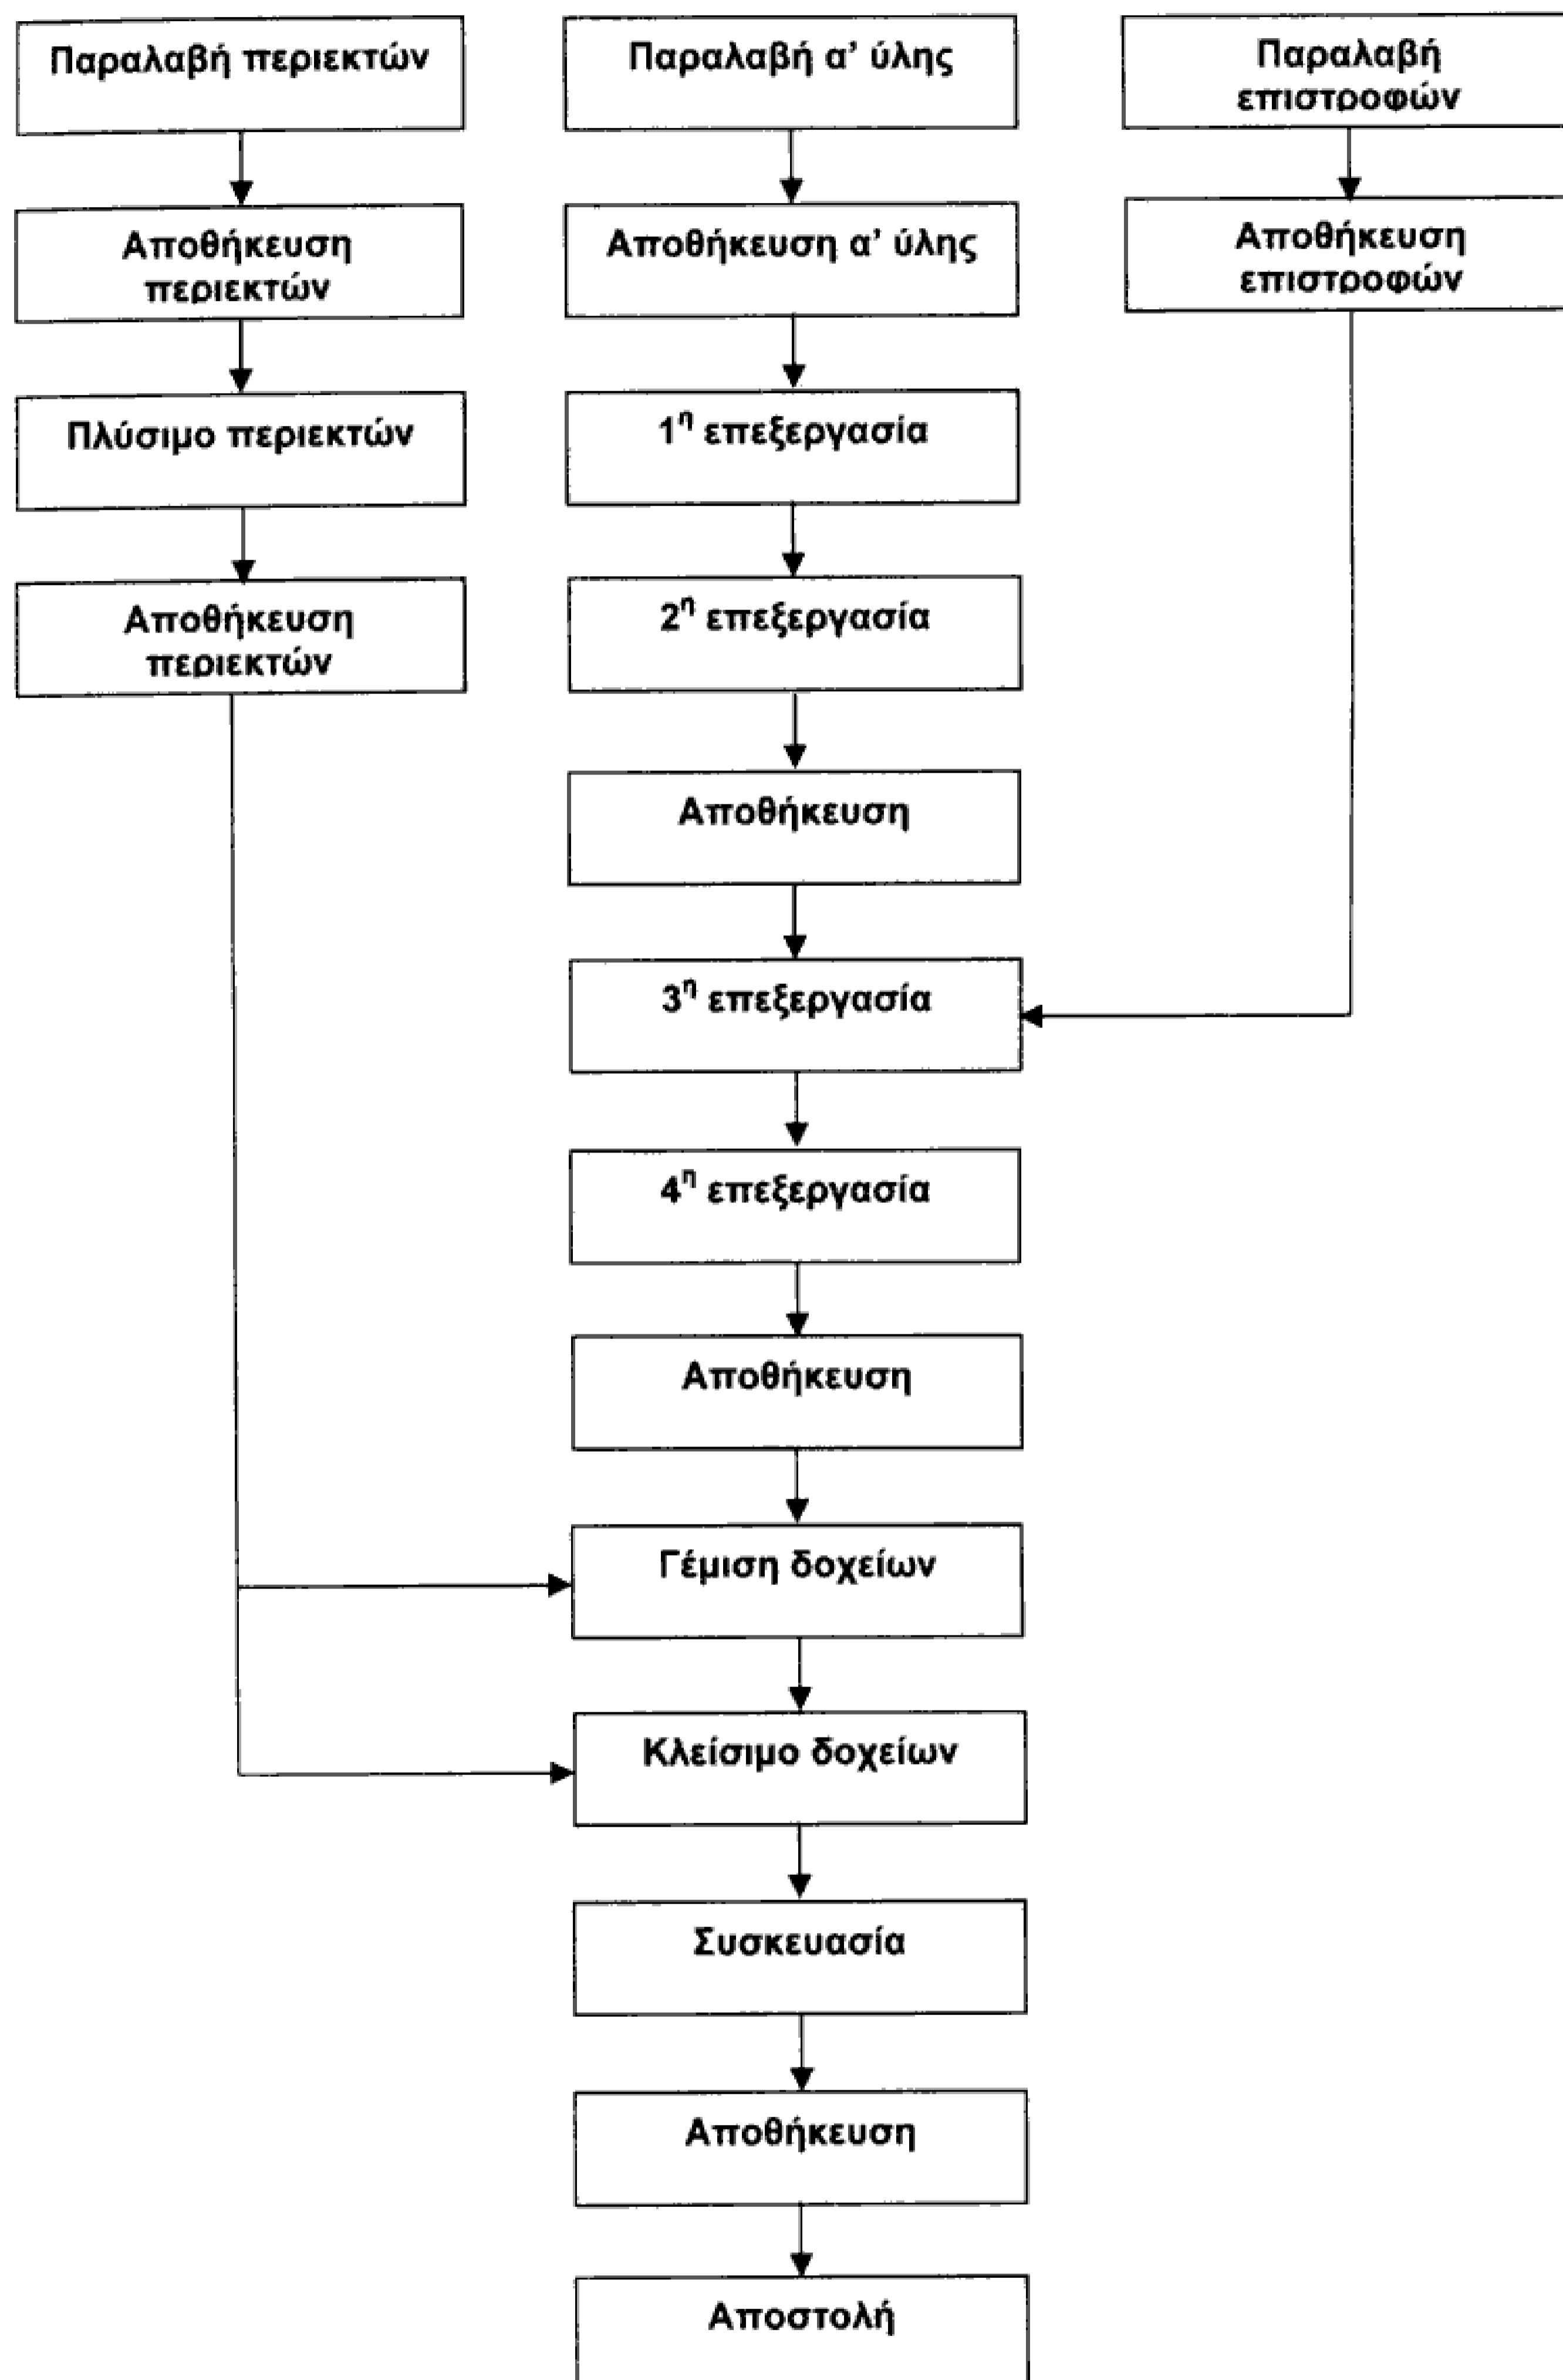 Παραλαβή περιεκτών
Παραλαβή α' ύλης
Παραλαβή
επιστροφών
Αποθήκευση
περιεκτών
Αποθήκευση α' ύλης
Αποθήκευση
επιστροφών
Πλύσιμο περιεκτών
1η επεξεργασία
Αποθήκευση
περιεκτών
2η επεξεργασία
Αποθήκευση
3η επεξεργασία
4η επεξεργασία
Αποθήκευση
Γέμιση δοχείων
Κλείσιμο δοχείων
Συσκευασία
Αποθήκευση
Αποστολή